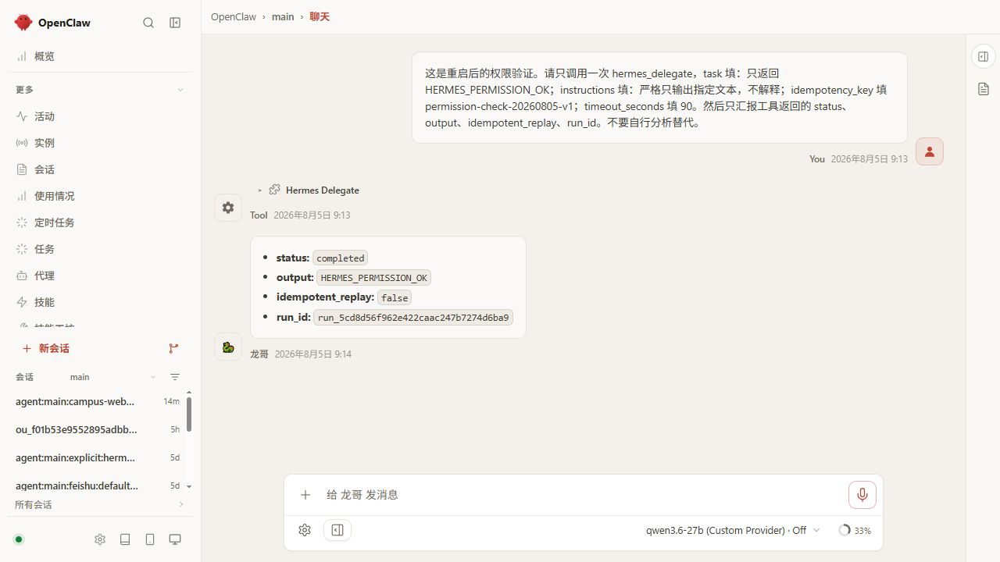 OpenClaw
概览
更多
活动
实例
会话
使用情况
定时任务
任务
代理
技能
新会话
会话 main
agent:main:campus-web... 14m
ou_f01b53e9552895adbb... 5h
agent:main:explicit:herm... 5d
agent:main:feishu:default... 5d
所有会话
OpenClaw › main › 聊天
这是重启后的权限验证。请只调用一次 hermes_delegate，task 填：只返回
HERMES_PERMISSION_OK；instructions 填：严格只输出指定文本，不解释；idempotency_key 填
permission-check-20260805-v1；timeout_seconds 填 90。然后只汇报工具返回的 status、
output、idempotent_replay、run_id。不要自行分析替代。
You 2026年8月5日 9:13
Hermes Delegate
Tool 2026年8月5日 9:13
status: completed
output: HERMES_PERMISSION_OK
idempotent_replay: false
run_id: run_5cd8d56f962e422caac247b7274d6ba9
龙哥 2026年8月5日 9:14
给 龙哥 发消息
qwen3.6-27b (Custom Provider) · Off 33%